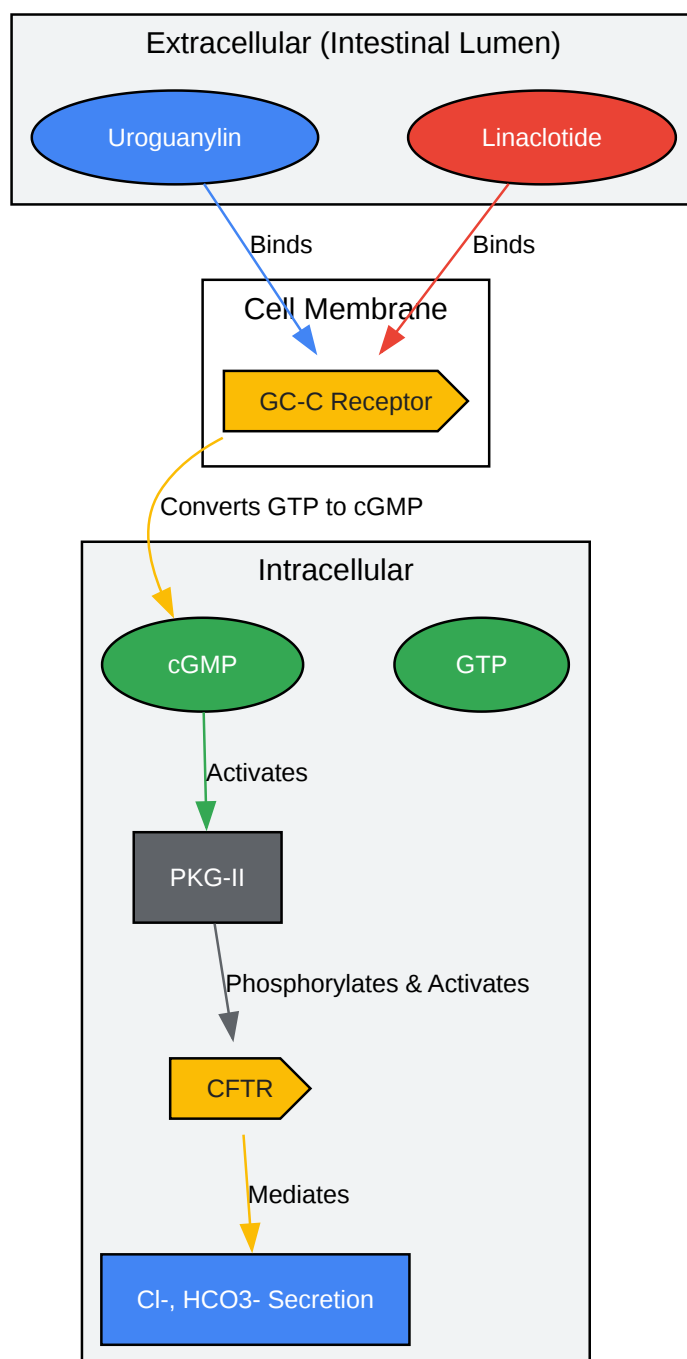 Extracellular (Intestinal Lumen)
Uroguanylin
Linaclotide
Binds
Binds
Cell Membrane
GC-C Receptor
Converts GTP to cGMP
Intracellular
cGMP
GTP
Activates
PKG-II
Phosphorylates & Activates
CFTR
Mediates
Cl-, HCO3- Secretion